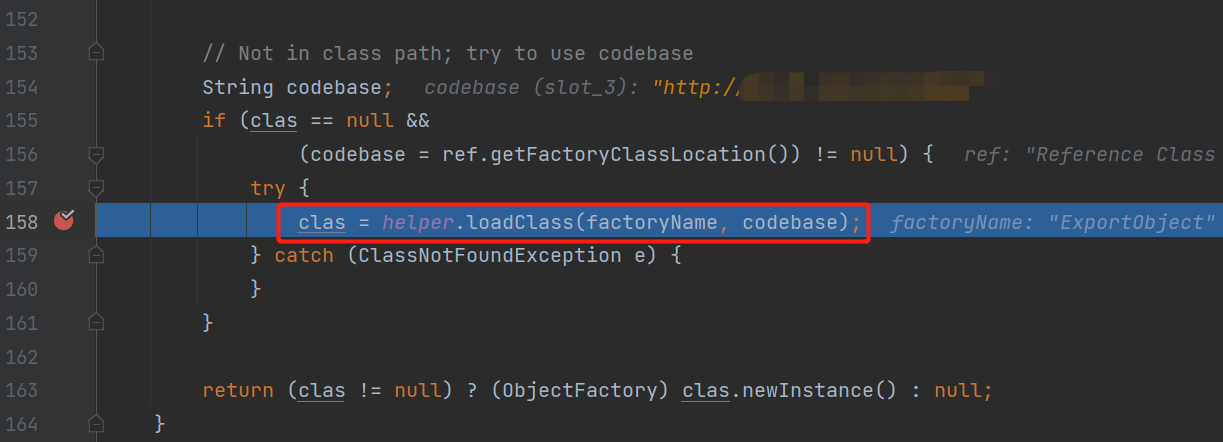 152
153 // Not in class path; try to use codebase
154 String codebase; codebase (slot_3): "http://
155 if (clas == null &&
156 (codebase = ref.getFactoryClassLocation()) != null) { ref: "Reference Class
157 try {
158 clas = helper.loadClass(factoryName, codebase); factoryName: "ExportObject"
159 } catch (ClassNotFoundException e) {
160 }
161 }
162
163 return (clas != null) ? (ObjectFactory) clas.newInstance() : null;
164 }